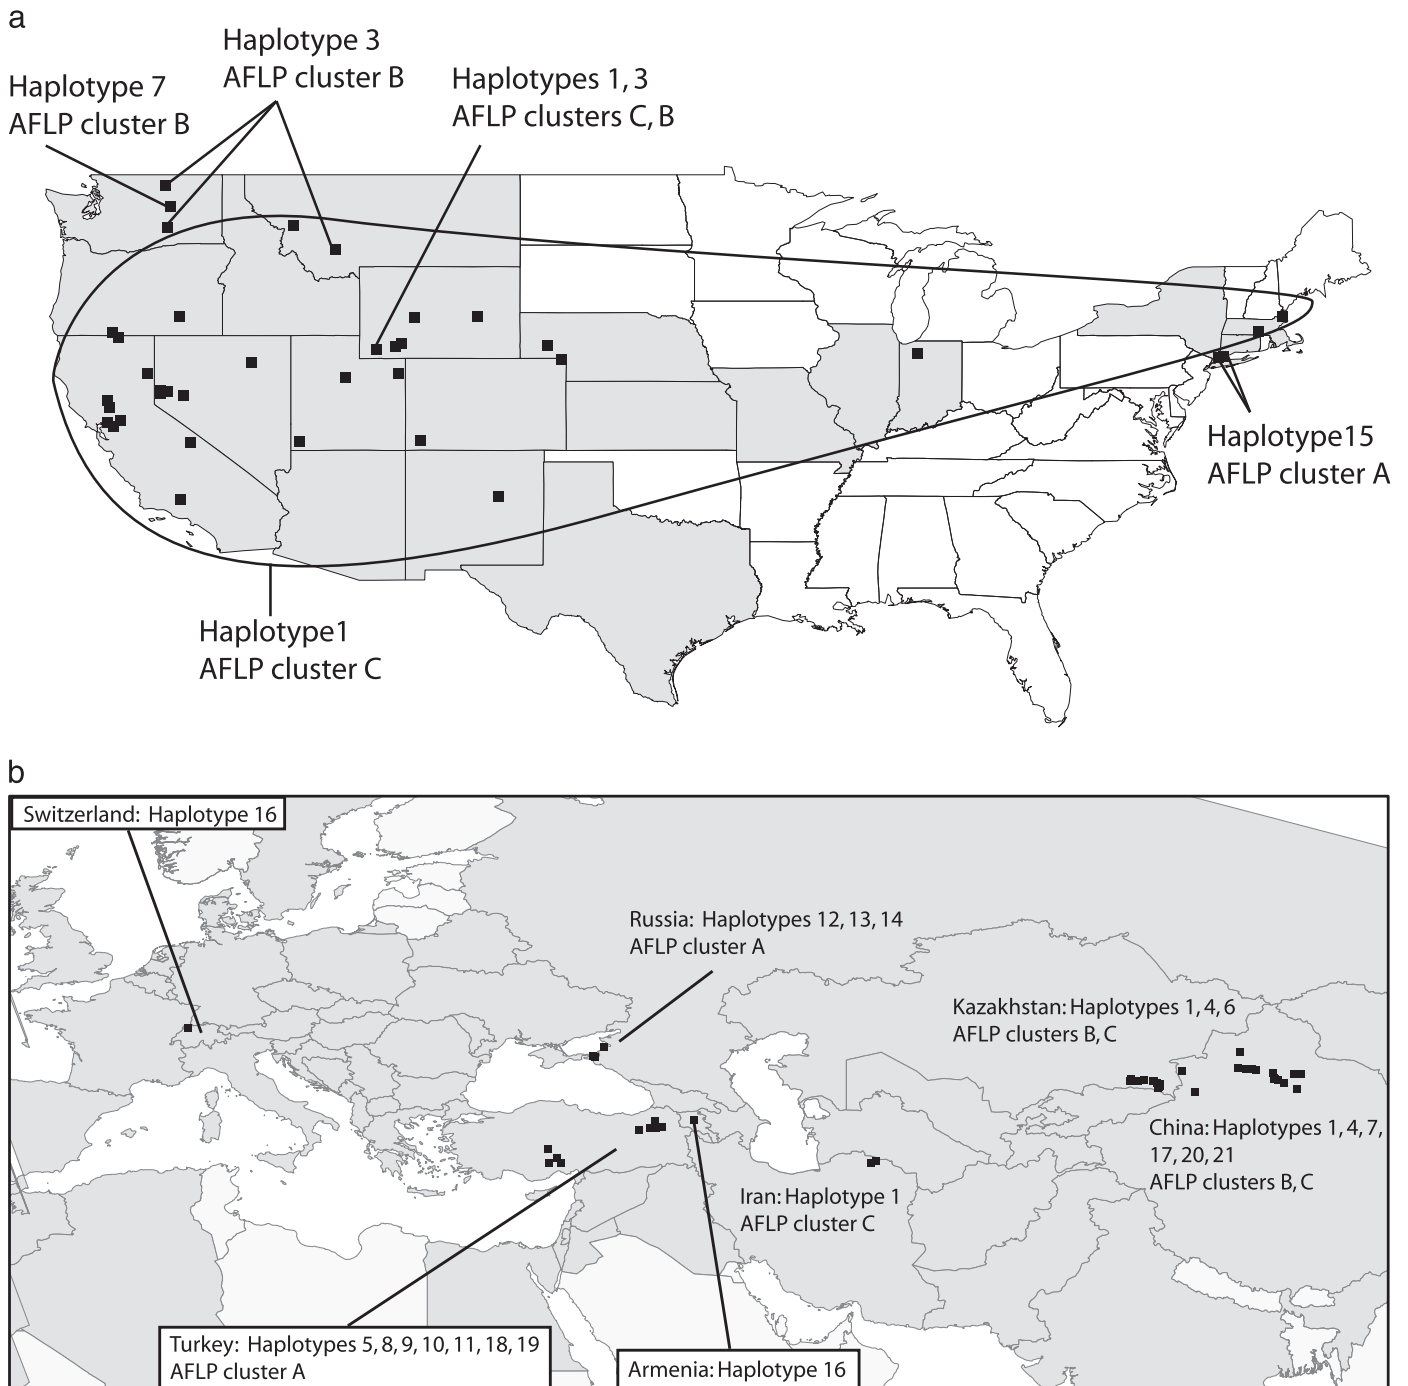 a
Haplotype 3
AFLP cluster B
Haplotype 7
AFLP cluster B
Haplotypes 1, 3
AFLP clusters C, B
Haplotype15
AFLP cluster A
Haplotype1
AFLP cluster C
b
Switzerland: Haplotype 16
Russia: Haplotypes 12, 13, 14
AFLP cluster A
Kazakhstan: Haplotypes 1, 4, 6
AFLP clusters B, C
China: Haplotypes 1, 4, 7,
17, 20, 21
AFLP clusters B, C
Iran: Haplotype 1
AFLP cluster C
Turkey: Haplotypes 5, 8, 9, 10, 11, 18, 19
AFLP cluster A
Armenia: Haplotype 16